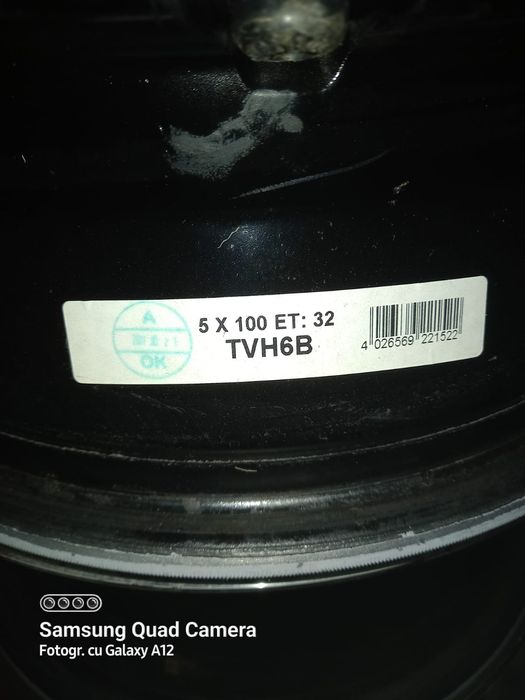 A
OK
5 X 100 ET: 32
TVH6B
4 026569 221522
Samsung Quad Camera
Fotogr. cu Galaxy A12